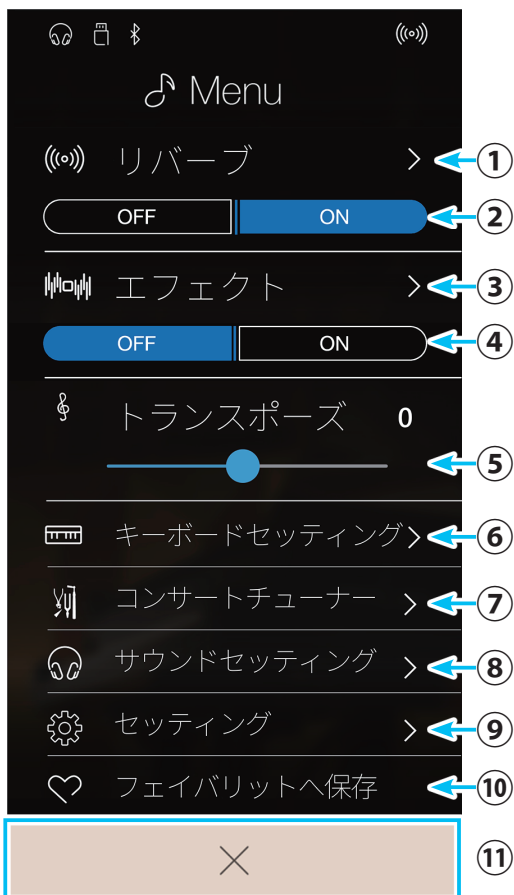 Menu
リバーブ ①
OFF ON ②
エフェクト ③
OFF ON ④
トランスポーズ 0
⑤
キーボードセッティング ⑥
コンサートチューナー ⑦
サウンドセッティング ⑧
セッティング ⑨
フェイバリットへ保存 ⑩
⑪